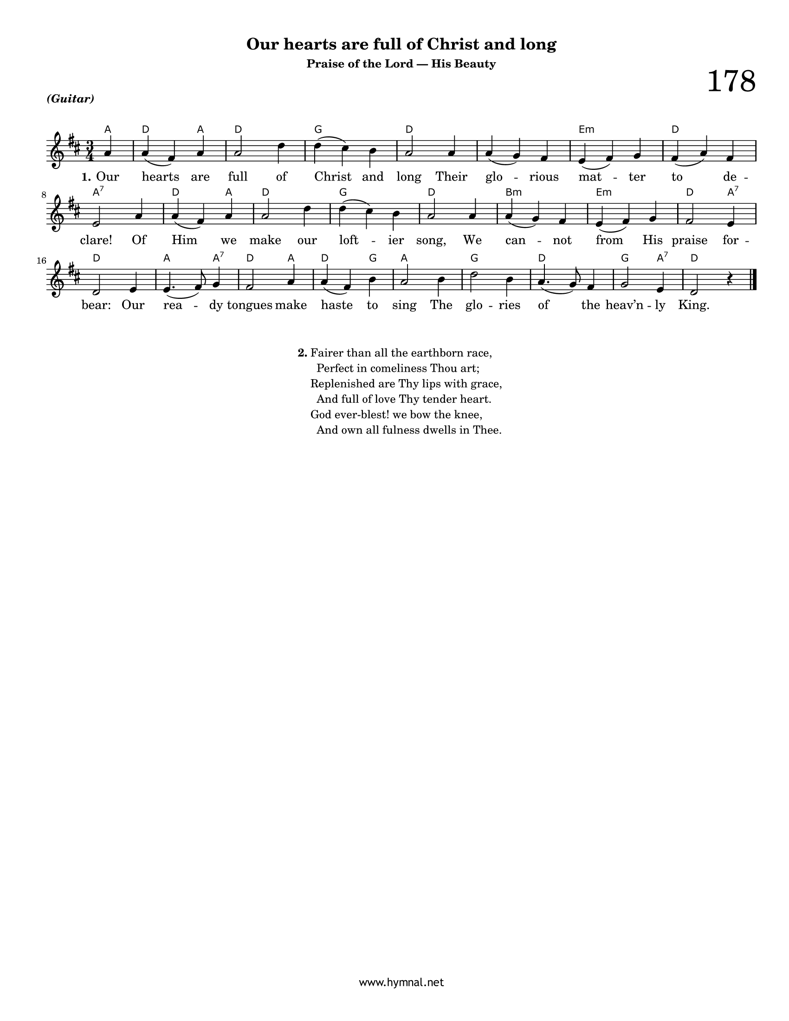 Our hearts are full of Christ and long
Praise of the Lord — His Beauty
178
(Guitar)
A D A D G D Em D
1. Our hearts are full of Christ and long Their glo - rious mat - ter to de -
8 A7 D A D G D Bm Em D A7
clare! Of Him we make our loft - ier song, We can - not from His praise for -
16 D A A7 D A D G A G D G A7 D
bear: Our rea - dy tongues make haste to sing The glo - ries of the heav'n - ly King.
2. Fairer than all the earthborn race,
Perfect in comeliness Thou art;
Replenished are Thy lips with grace,
And full of love Thy tender heart.
God ever-blest! we bow the knee,
And own all fulness dwells in Thee.
www.hymnal.net